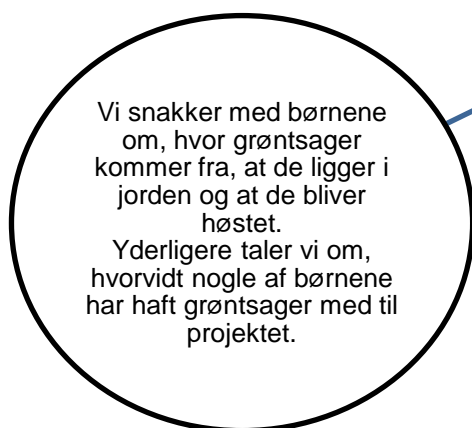 Vi snakker med børnene
om, hvor grøntsager
kommer fra, at de ligger i
jorden og at de bliver
høstet.
Yderligere taler vi om,
hvorvidt nogle af børnene
har haft grøntsager med til
projektet.